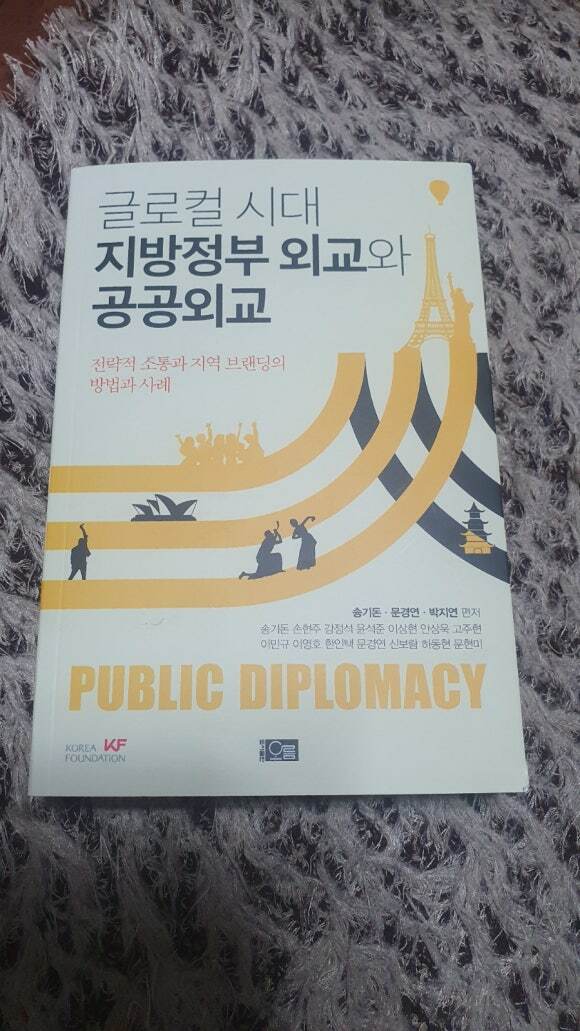 글로컬 시대
지방정부 외교와
공공외교
전략적 소통과 지역 브랜딩의
방법과 사례
송기돈 · 문경연 · 박지연 편저
송기돈 손현주 강정석 윤석준 이상현 안상욱 고주현
이민규 이영호 한인택 문경연 신보람 하동현 문현미
PUBLIC DIPLOMACY
KOREA
FOUNDATION
KF
오름